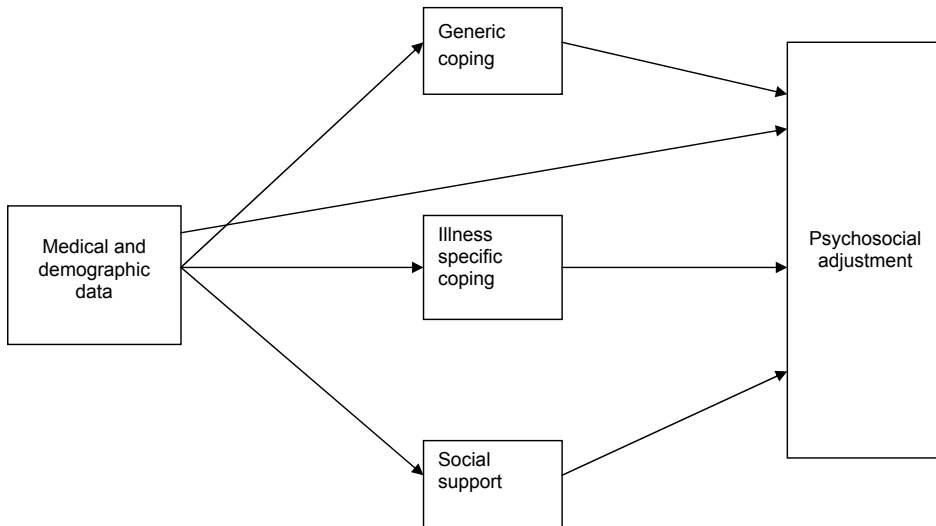 Generic
coping
Medical and
demographic
data
Illness
specific
coping
Psychosocial
adjustment
Social
support